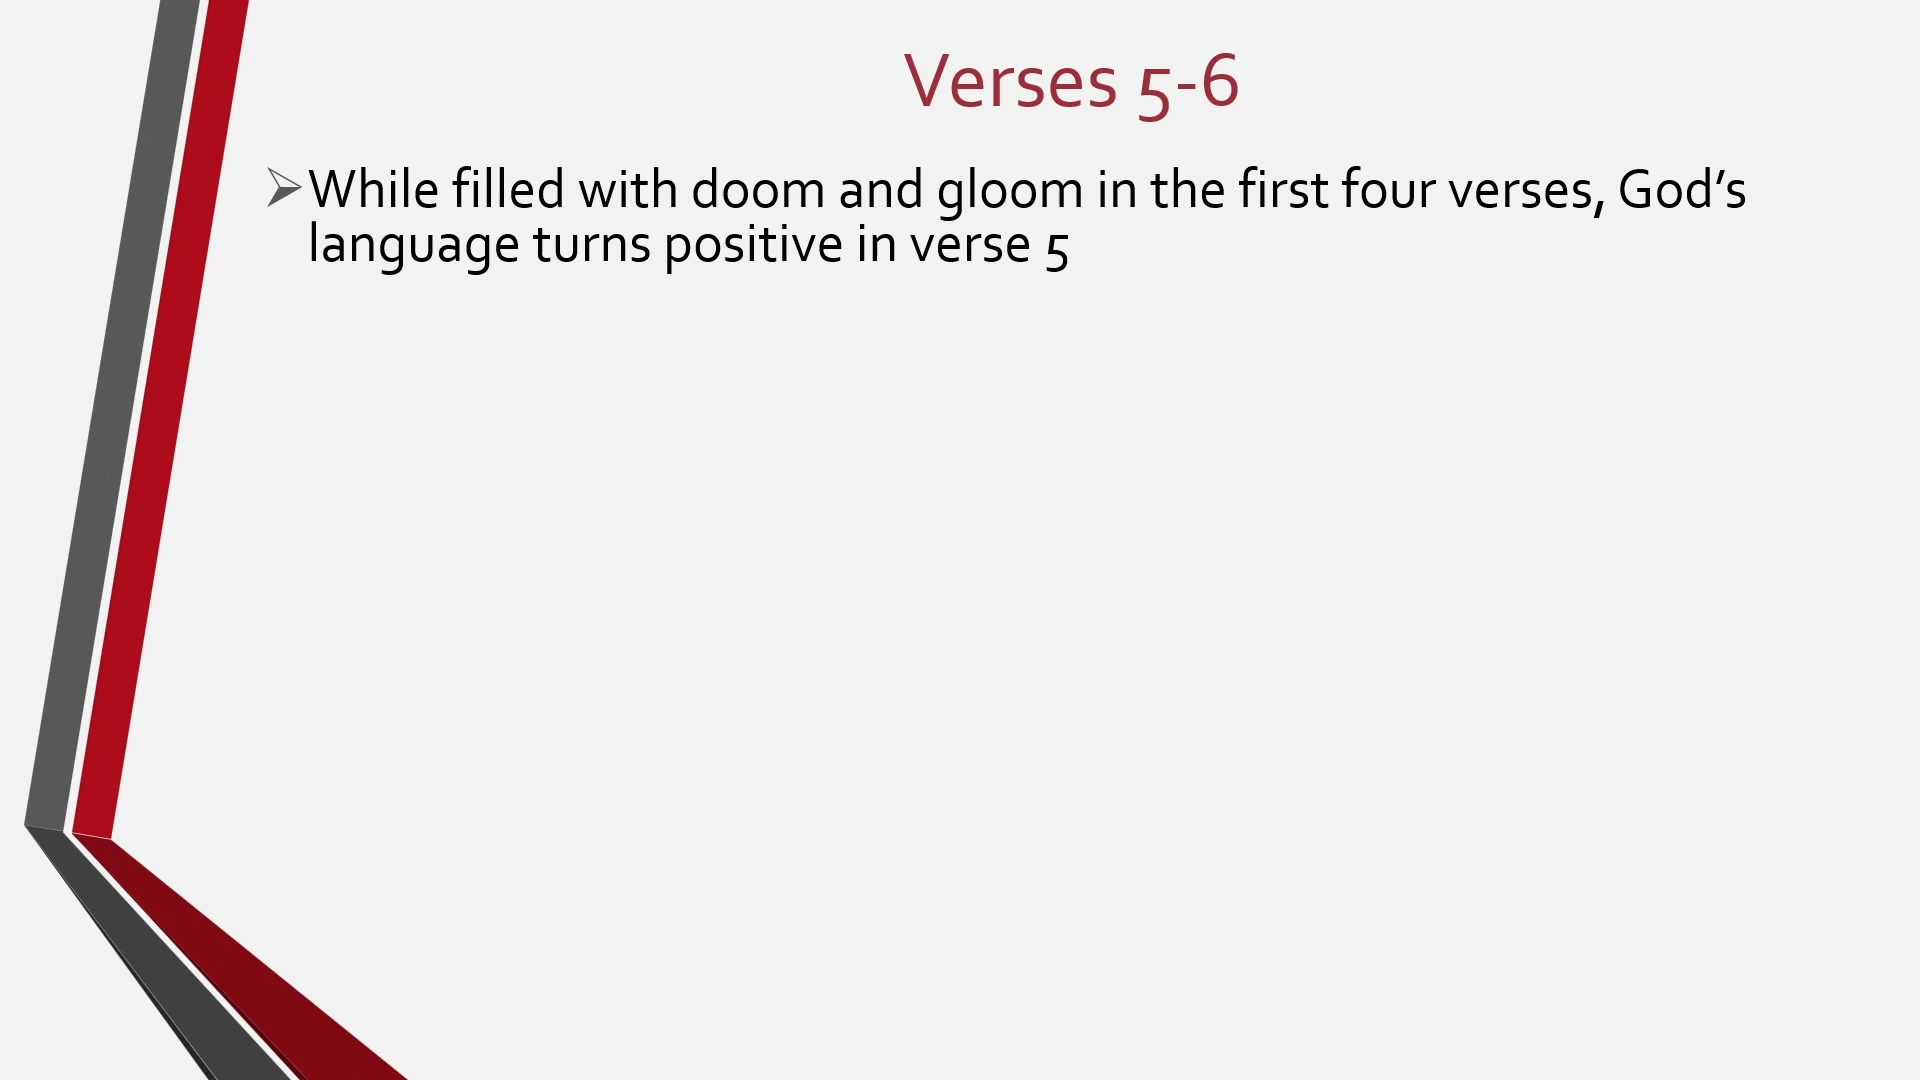 Verses 5-6
While filled with doom and gloom in the first four verses, God’s
language turns positive in verse 5